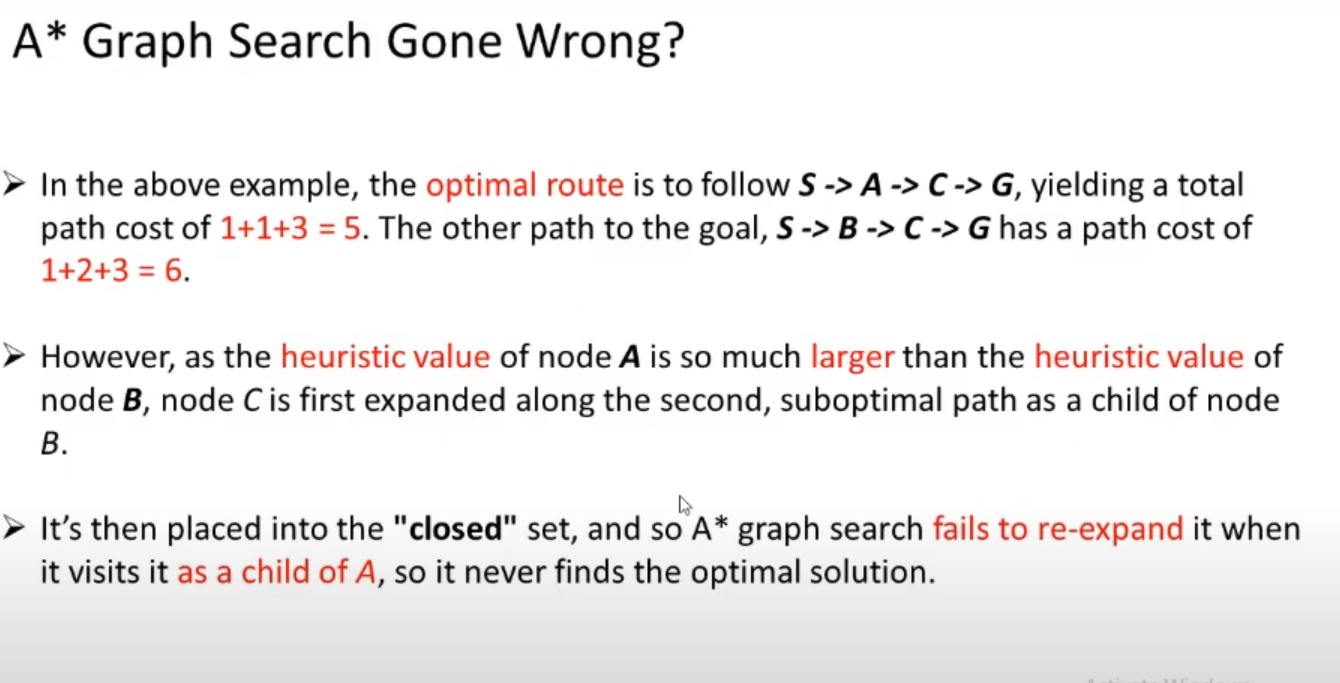 A* Graph Search Gone Wrong?
➤ In the above example, the optimal route is to follow S -> A -> C -> G, yielding a total
path cost of 1+1+3 = 5. The other path to the goal, S -> B -> C -> G has a path cost of
1+2+3 = 6.
➤ However, as the heuristic value of node A is so much larger than the heuristic value of
node B, node C is first expanded along the second, suboptimal path as a child of node
B.
➤ It's then placed into the "closed" set, and so A* graph search fails to re-expand it when
it visits it as a child of A, so it never finds the optimal solution.